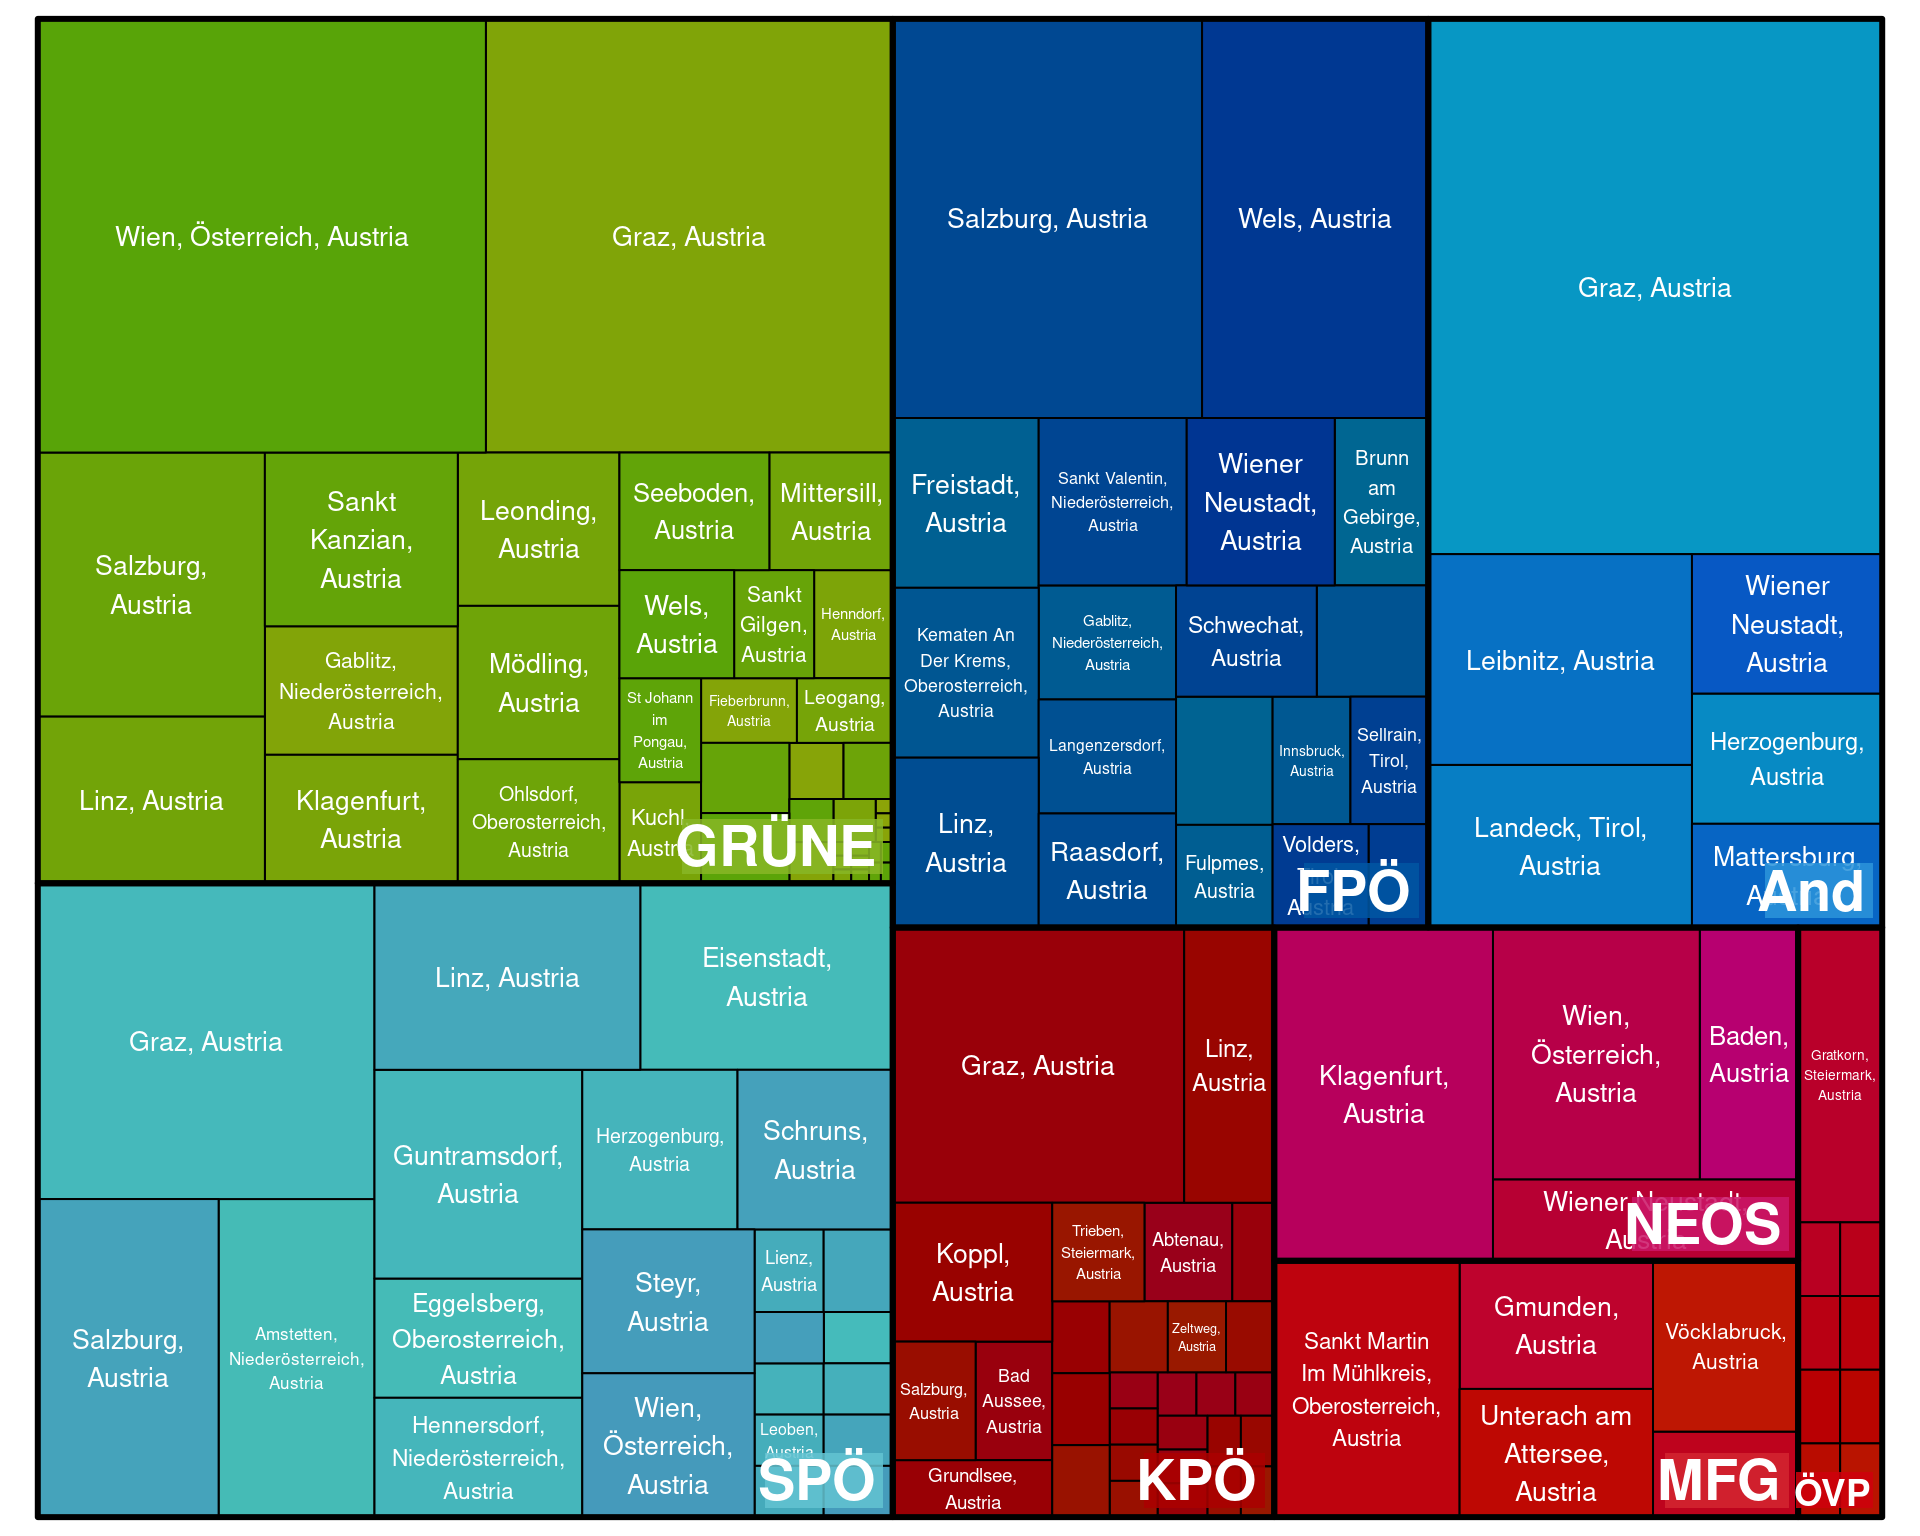 Wien, Österreich, Austria
Graz, Austria
Salzburg,
Austria
Linz, Austria
Sankt
Kanzian,
Austria
Gablitz,
Niederösterreich,
Austria
Klagenfurt,
Austria
Leonding,
Austria
Mödling,
Austria
Ohlsdorf,
Oberosterreich,
Austria
Seeboden,
Austria
Mittersill,
Austria
Wels,
Austria
Sankt
Gilgen,
Austria
Henndorf,
Austria
St Johann
im
Pongau,
Austria
Fieberbrunn,
Austria
Leogang,
Austria
Kuchl,
Austria
GRÜNE
Salzburg, Austria
Wels, Austria
Freistadt,
Austria
Sankt Valentin,
Niederösterreich,
Austria
Wiener
Neustadt,
Austria
Brunn
am
Gebirge,
Austria
Kematen An
Der Krems,
Oberosterreich,
Austria
Gablitz,
Niederösterreich,
Austria
Schwechat,
Austria
Langenzersdorf,
Austria
Innsbruck,
Austria
Sellrain,
Tirol,
Austria
Linz,
Austria
Raasdorf,
Austria
Fulpmes,
Austria
Volders,
Tirol,
Austria
FPÖ
Graz, Austria
Leibnitz, Austria
Wiener
Neustadt,
Austria
Herzogenburg,
Austria
Landeck, Tirol,
Austria
Mattersburg,
Austria
And
Graz, Austria
Linz, Austria
Eisenstadt,
Austria
Salzburg,
Austria
Amstetten,
Niederösterreich,
Austria
Guntramsdorf,
Austria
Herzogenburg,
Austria
Schruns,
Austria
Eggelsberg,
Oberosterreich,
Austria
Hennersdorf,
Niederösterreich,
Austria
Steyr,
Austria
Wien,
Österreich,
Austria
Lienz,
Austria
Leoben,
Austria
SPÖ
Graz, Austria
Linz,
Austria
Koppl,
Austria
Trieben,
Steiermark,
Austria
Abtenau,
Austria
Zeltweg,
Austria
Salzburg,
Austria
Bad
Aussee,
Austria
Grundlsee,
Austria
KPÖ
Klagenfurt,
Austria
Wien,
Österreich,
Austria
Baden,
Austria
Wiener Neustadt,
Austria
NEOS
Sankt Martin
Im Mühlkreis,
Oberosterreich,
Austria
Gmunden,
Austria
Unterach am
Attersee,
Austria
Vöcklabruck,
Austria
MFG
Gratkorn,
Steiermark,
Austria
ÖVP